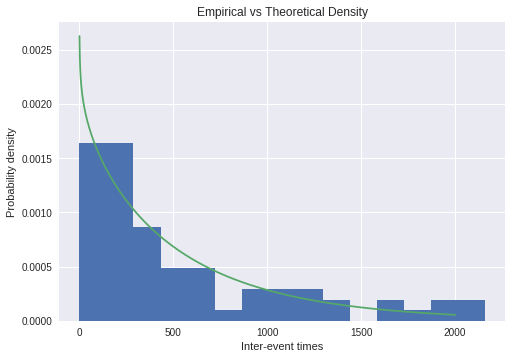 Empirical vs Theoretical Density
Probability density
0.0025
0.0020
0.0015
0.0010
0.0005
0.0000
0 500 1000 1500 2000
Inter-event times